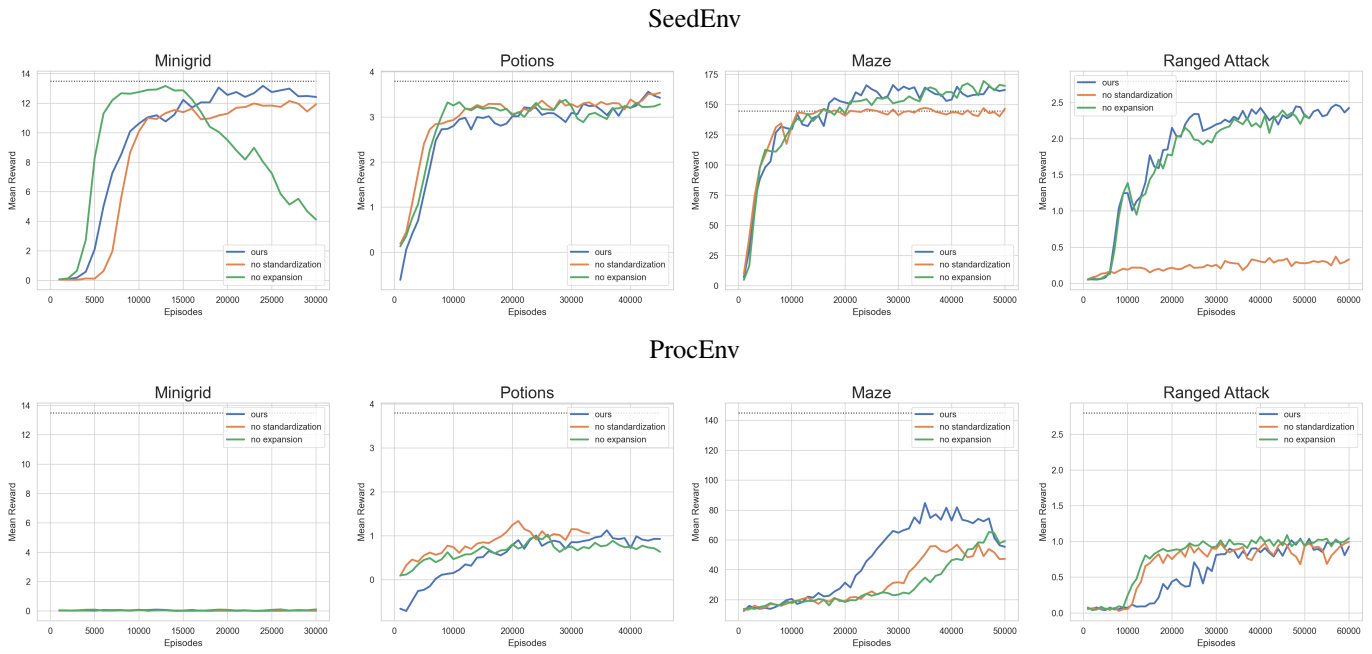 SeedEnv
Minigrid
14
12
10
8
6
4
2
0
Mean Reward
0 5000 10000 15000 20000 25000 30000
Episodes
ours
no standardization
no expansion
Potions
4
3
2
1
0
Mean Reward
0 10000 20000 30000 40000
Episodes
ours
no standardization
no expansion
Maze
175
150
125
100
75
50
25
0
Mean Reward
0 10000 20000 30000 40000 50000
Episodes
ours
no standardization
no expansion
Ranged Attack
2.5
2.0
1.5
1.0
0.5
0.0
Mean Reward
0 10000 20000 30000 40000 50000 60000
Episodes
ours
no standardization
no expansion
ProcEnv
Minigrid
14
12
10
8
6
4
2
0
Mean Reward
0 5000 10000 15000 20000 25000 30000
Episodes
ours
no standardization
no expansion
Potions
4
3
2
1
0
Mean Reward
0 10000 20000 30000 40000
Episodes
ours
no standardization
no expansion
Maze
140
120
100
80
60
40
20
Mean Reward
0 10000 20000 30000 40000 50000
Episodes
ours
no standardization
no expansion
Ranged Attack
2.5
2.0
1.5
1.0
0.5
0.0
Mean Reward
0 10000 20000 30000 40000 50000 60000
Episodes
ours
no standardization
no expansion